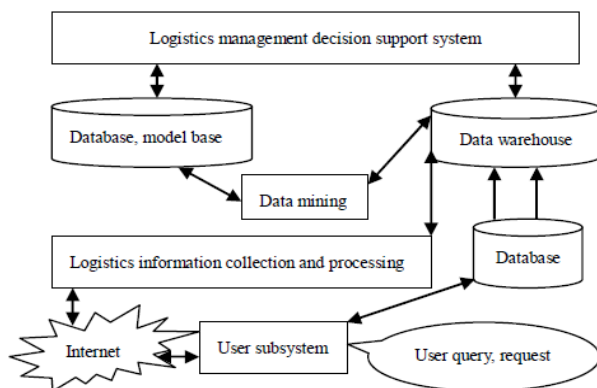 Logistics management decision support system
Database, model base
Data warehouse
Data mining
Logistics information collection and processing
Database
Internet
User subsystem
User query, request